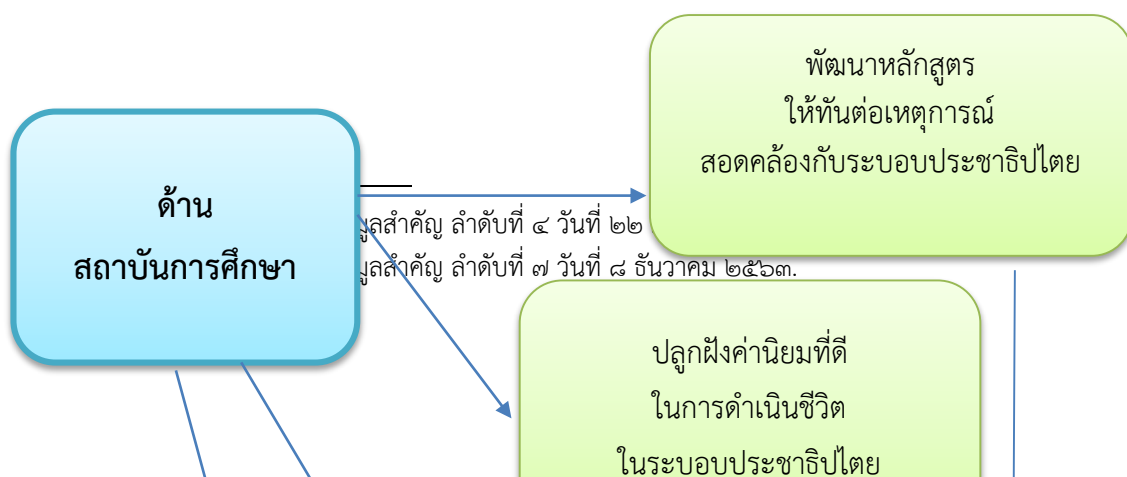 พัฒนาหลักสูตร
ให้ทันต่อเหตุการณ์
สอดคล้องกับระบอบประชาธิปไตย
ด้าน
สถาบันการศึกษา
มูลสำคัญ ลำดับที่ ๔ วันที่ ๒๒
มูลสำคัญ ลำดับที่ ๗ วันที่ ๘ ธันวาคม ๒๕๖๓.
ปลูกฝังค่านิยมที่ดี
ในการดำเนินชีวิต
ในระบอบประชาธิปไตย